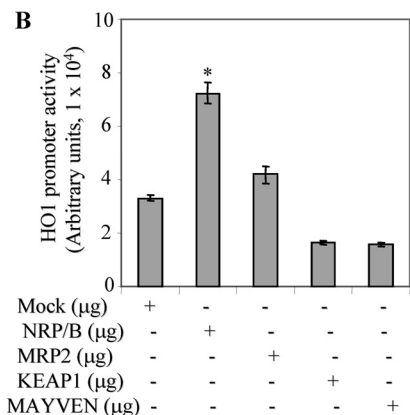 B
HO1 promoter activity
(Arbitrary units, 1 x 10⁴)
10
8
6
4
2
0
*
Mock (µg) + - - - -
NRP/B (µg) - + - - -
MRP2 (µg) - - + - -
KEAP1 (µg) - - - + -
MAYVEN (µg) - - - - +